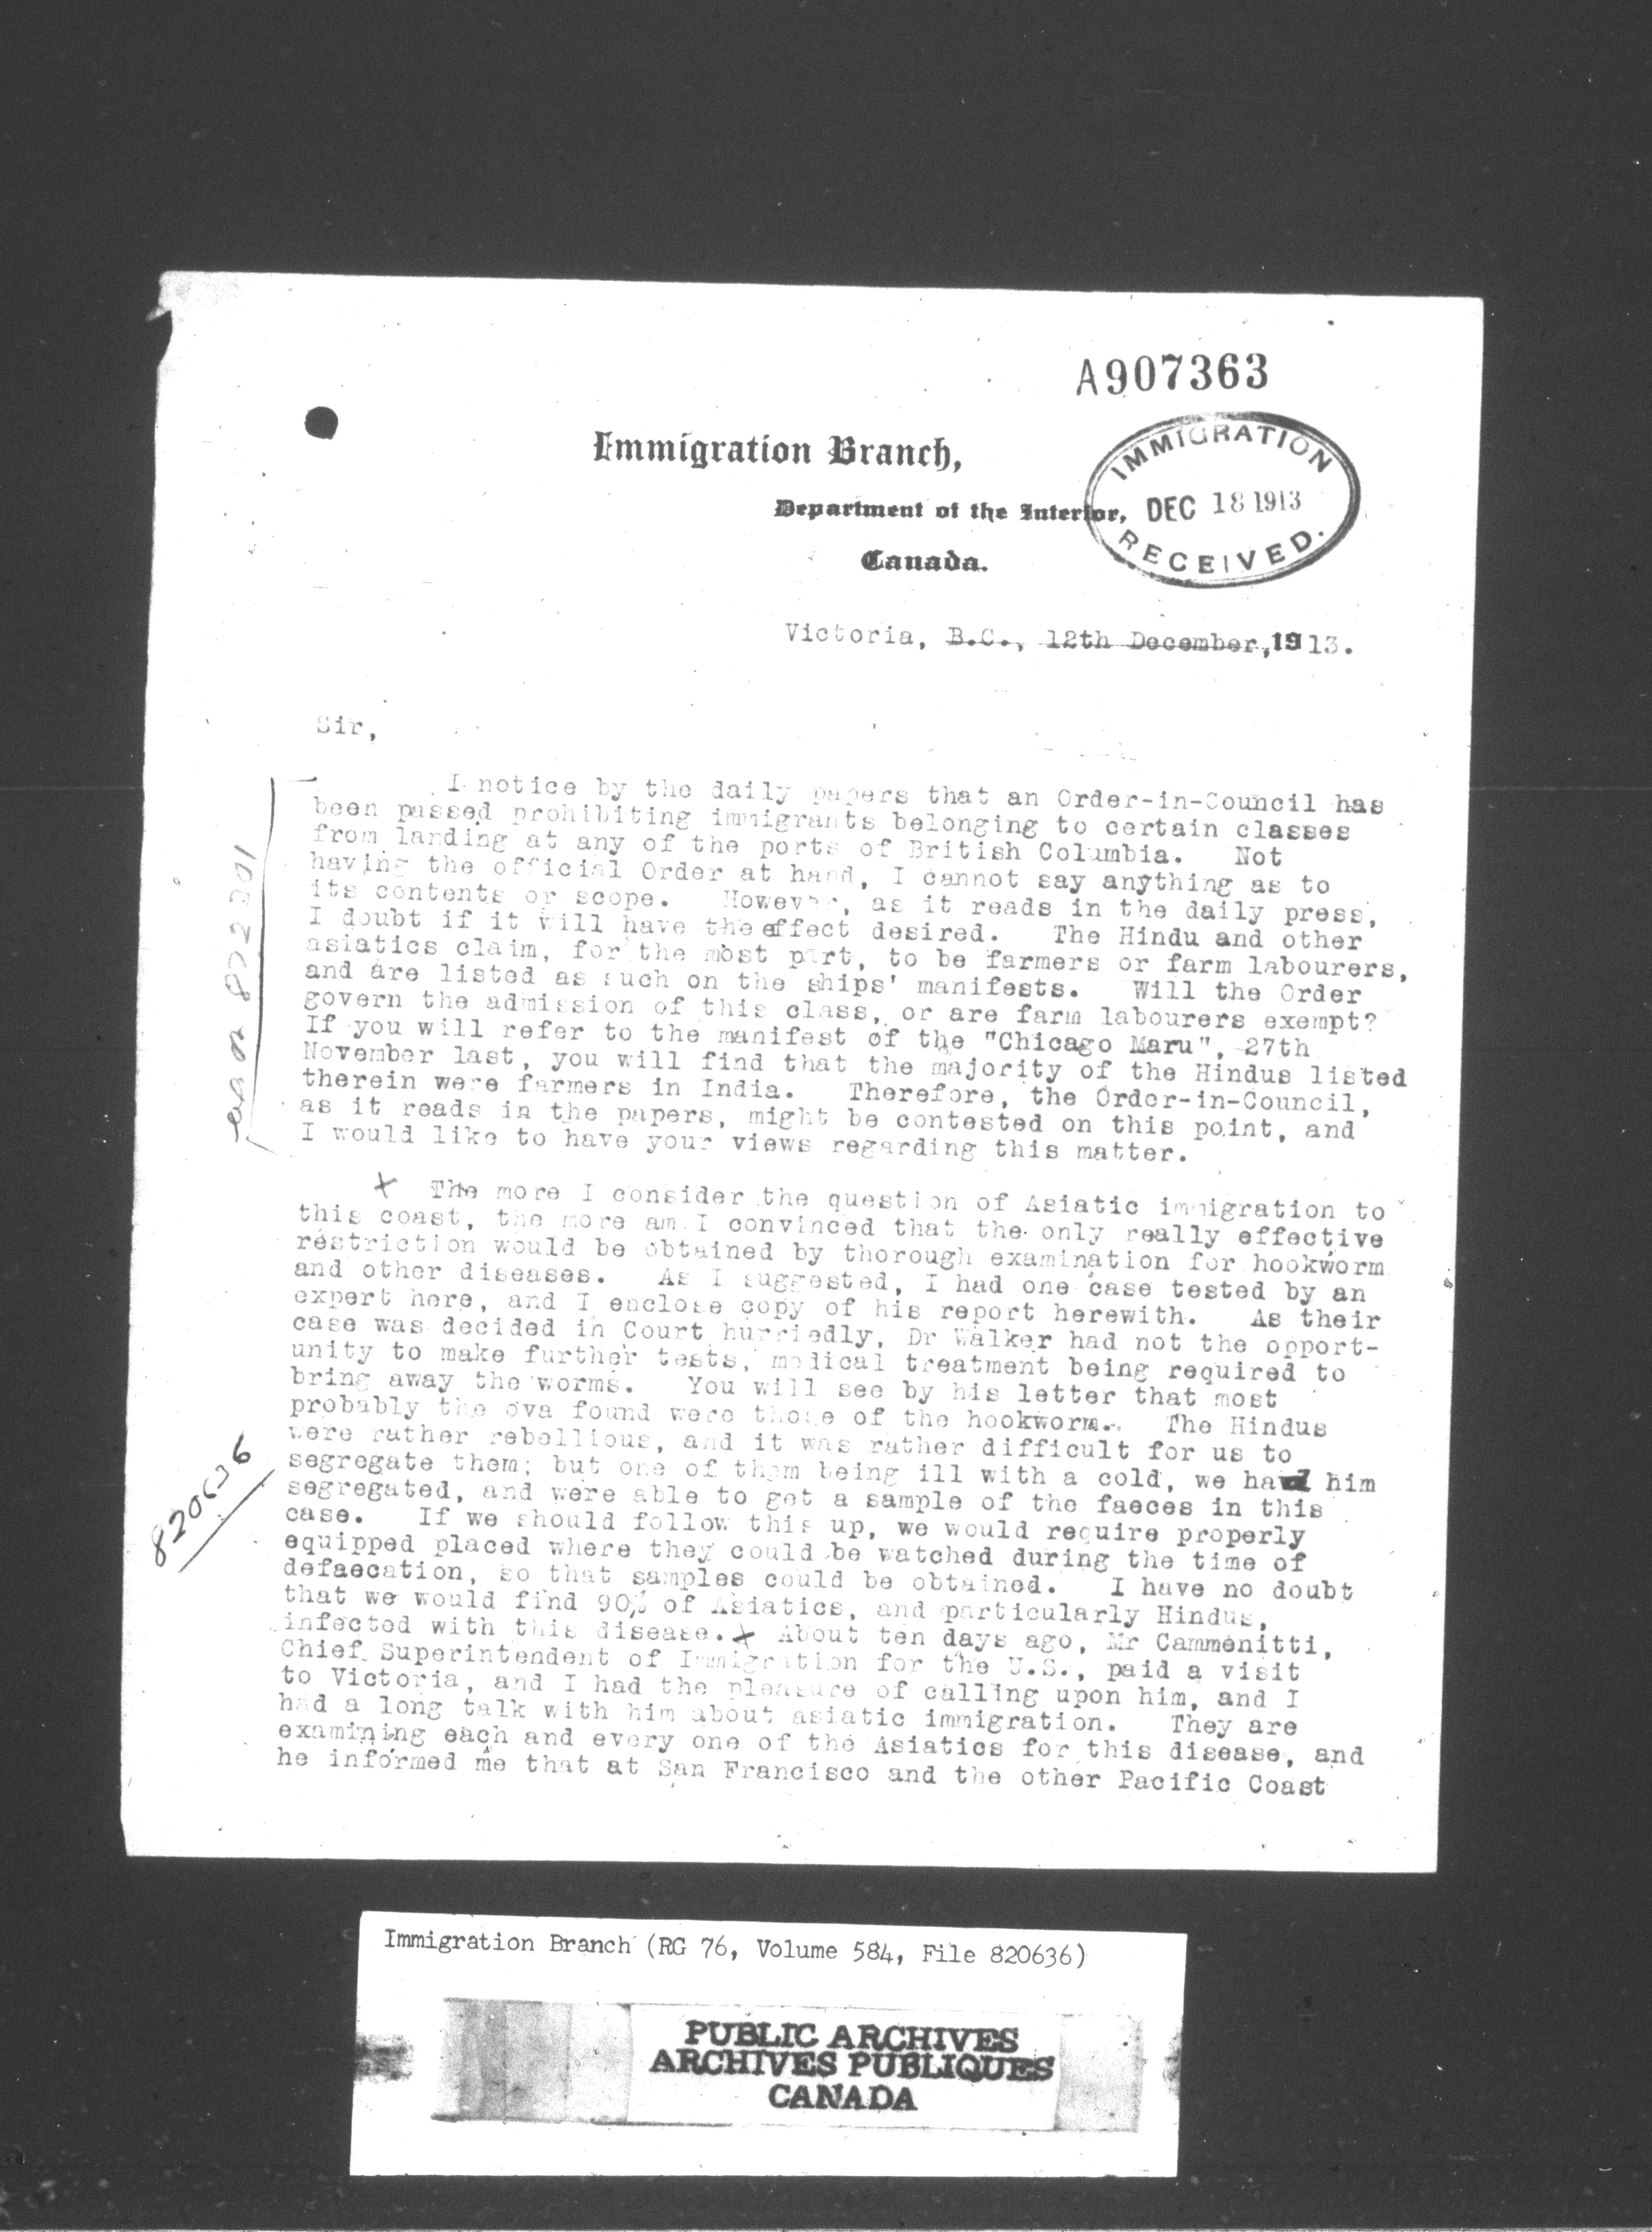 A907363
Immigration Branch,
Department of the Interior,
Canada.
IMMIGRATION
DEC 18 1913
RECEIVED.
Victoria, B.C., 12th December, 1913.
Sir,
I notice by the daily papers that an Order-in-Council has
been passed prohibiting immigrants belonging to certain classes
from landing at any of the ports of British Columbia. Not
having the official Order at hand, I cannot say anything as to
its contents or scope. However, as it reads in the daily press,
I doubt if it will have the effect desired. The Hindu and other
asiatics claim, for the most part, to be farmers or farm labourers,
and are listed as such on the ships' manifests. Will the Order
govern the admission of this class, or are farm labourers exempt?
If you will refer to the manifest of the "Chicago Maru", 27th
November last, you will find that the majority of the Hindus listed
therein were farmers in India. Therefore, the Order-in-Council,
as it reads in the papers, might be contested on this point, and
I would like to have your views regarding this matter.
872201
x The more I consider the question of Asiatic immigration to
this coast, the more am I convinced that the only really effective
restriction would be obtained by thorough examination for hookworm
and other diseases. As I suggested, I had one case tested by an
expert here, and I enclose copy of his report herewith. As their
case was decided in Court hurriedly, Dr Walker had not the opport-
unity to make further tests, medical treatment being required to
bring away the worms. You will see by his letter that most
probably the ova found were those of the hookworm. The Hindus
were rather rebellious, and it was rather difficult for us to
segregate them; but one of them being ill with a cold, we had him
segregated, and were able to get a sample of the faeces in this
case. If we should follow this up, we would require properly
equipped placed where they could be watched during the time of
defaecation, so that samples could be obtained. I have no doubt
that we would find 90% of Asiatics, and particularly Hindus,
infected with this disease. x About ten days ago, Mr Cammenitti,
Chief Superintendent of Immigration for the U.S., paid a visit
to Victoria, and I had the pleasure of calling upon him, and I
had a long talk with him about asiatic immigration. They are
examining each and every one of the Asiatics for this disease, and
he informed me that at San Francisco and the other Pacific Coast
820636
Immigration Branch (RG 76, Volume 584, File 820636)
PUBLIC ARCHIVES
ARCHIVES PUBLIQUES
CANADA